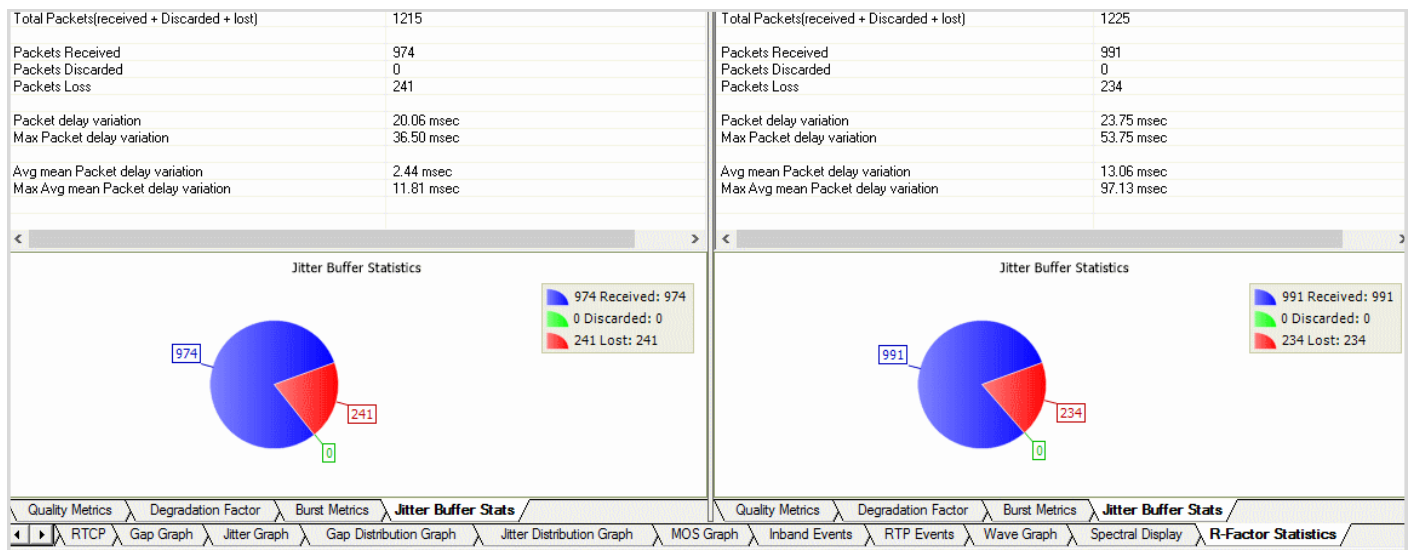 Total Packets(received + Discarded + lost) 1215
Packets Received 974
Packets Discarded 0
Packets Loss 241
Packet delay variation 20.06 msec
Max Packet delay variation 36.50 msec
Avg mean Packet delay variation 2.44 msec
Max Avg mean Packet delay variation 11.81 msec
Jitter Buffer Statistics
974 Received: 974
0 Discarded: 0
241 Lost: 241
974
241
0
Quality Metrics Degradation Factor Burst Metrics Jitter Buffer Stats
Total Packets(received + Discarded + lost) 1225
Packets Received 991
Packets Discarded 0
Packets Loss 234
Packet delay variation 23.75 msec
Max Packet delay variation 53.75 msec
Avg mean Packet delay variation 13.06 msec
Max Avg mean Packet delay variation 97.13 msec
Jitter Buffer Statistics
991 Received: 991
0 Discarded: 0
234 Lost: 234
991
234
0
Quality Metrics Degradation Factor Burst Metrics Jitter Buffer Stats
RTCP Gap Graph Jitter Graph Gap Distribution Graph Jitter Distribution Graph MOS Graph Inband Events RTP Events Wave Graph Spectral Display R-Factor Statistics